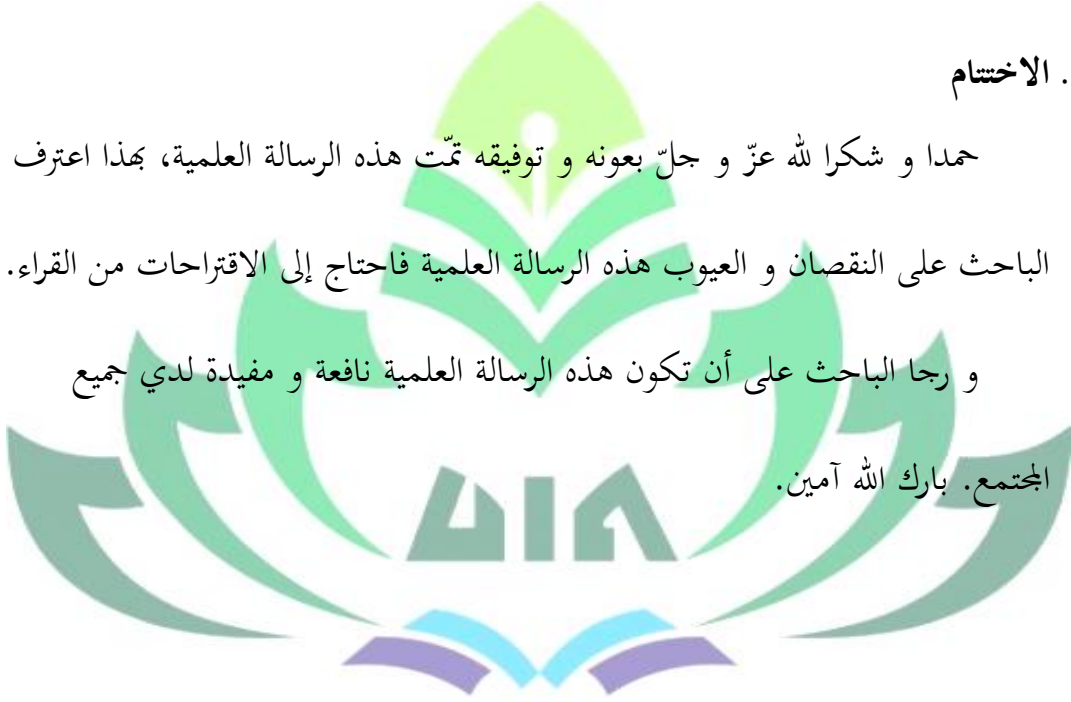 . الاختتام
حمدا و شكرا لله عزّ و جلّ بعونه و توفيقه تمّت هذه الرسالة العلمية، بهذا اعترف
الباحث على النقصان و العيوب هذه الرسالة العلمية فاحتاج إلى الاقتراحات من القراء.
و رجا الباحث على أن تكون هذه الرسالة العلمية نافعة و مفيدة لدي جميع
المجتمع. بارك الله آمين.